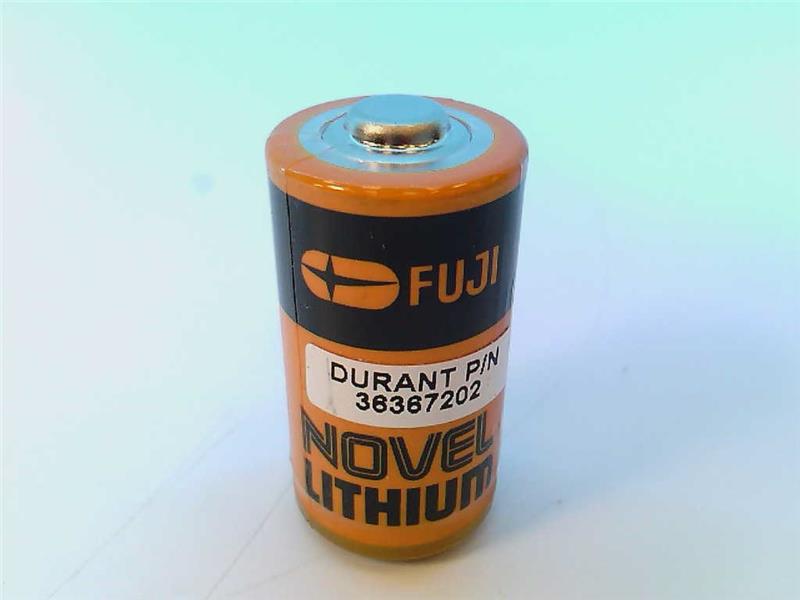 FUJI
DURANT P/N
36367202
NOVEL
LITHIUM